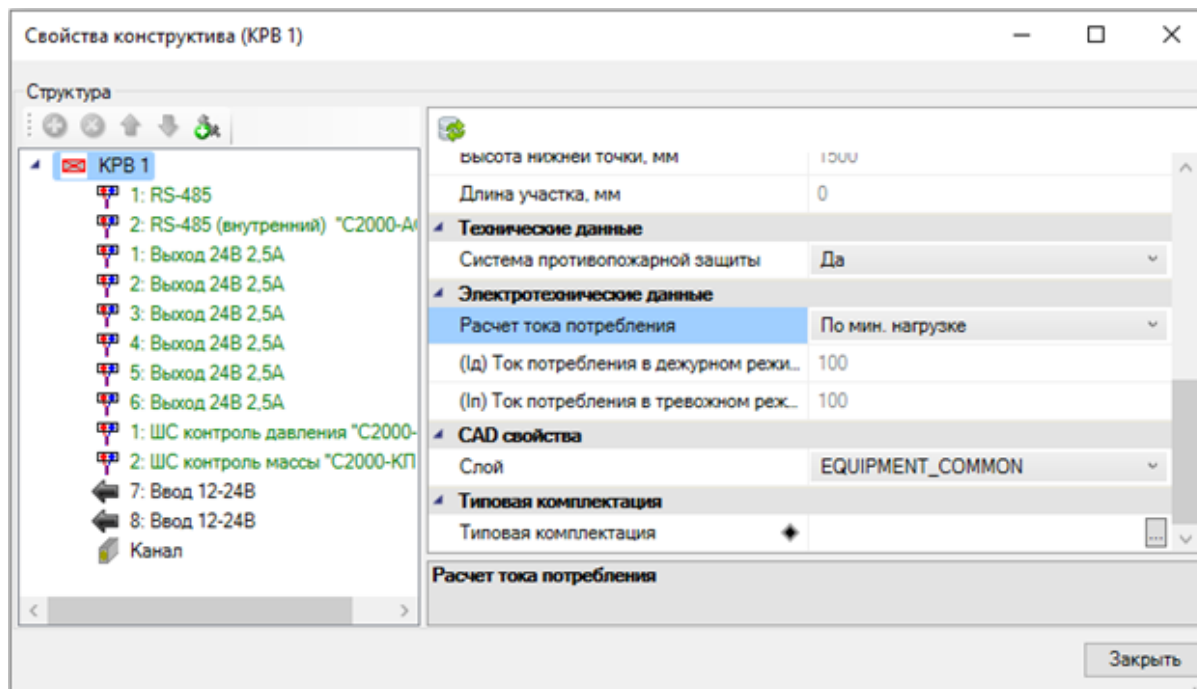 Свойства конструктива (КРВ 1)
Структура
КРВ 1
1: RS-485
2: RS-485 (внутренний) "С2000-А
1: Выход 24В 2,5А
2: Выход 24В 2,5А
3: Выход 24В 2,5А
4: Выход 24В 2,5А
5: Выход 24В 2,5А
6: Выход 24В 2,5А
1: ШС контроль давления "С2000-
2: ШС контроль массы "С2000-КП
7: Ввод 12-24В
8: Ввод 12-24В
Канал
Высота нижней точки, мм 1500
Длина участка, мм 0
Технические данные
Система противопожарной защиты Да
Электротехнические данные
Расчет тока потребления По мин. нагрузке
(Iд) Ток потребления в дежурном режи... 100
(Iп) Ток потребления в тревожном реж... 100
CAD свойства
Слой EQUIPMENT_COMMON
Типовая комплектация
Типовая комплектация ...
Расчет тока потребления
Закрыть